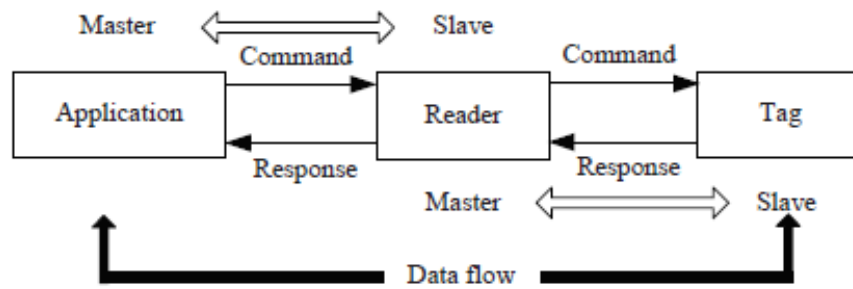 Master Slave
Command Command
Application Reader Tag
Response Response
Master Slave
Data flow